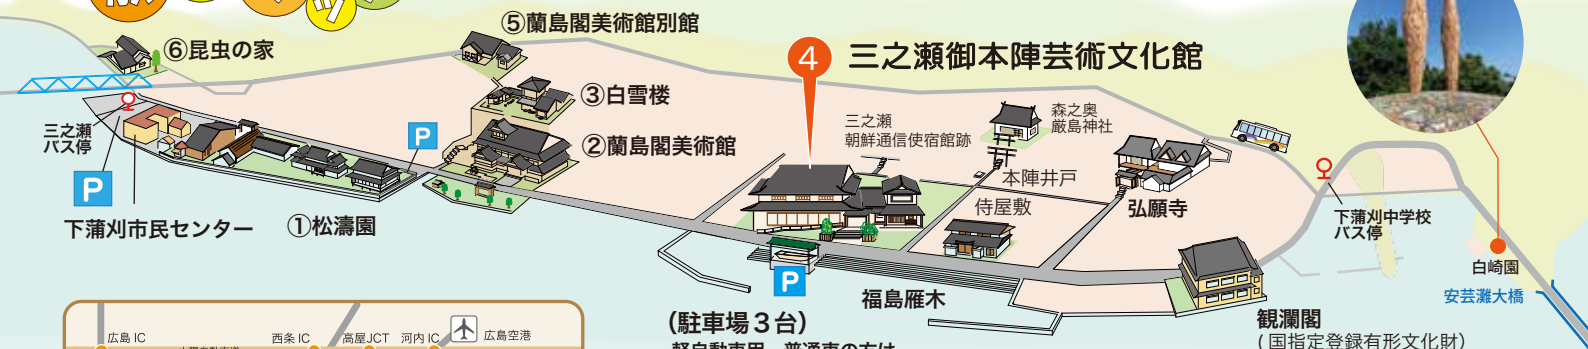 ⑤蘭島閣美術館別館
⑥昆虫の家
4 三之瀬御本陣芸術文化館
③白雪楼
三之瀬
バス停
P
②蘭島閣美術館
三之瀬
朝鮮通信使宿館跡
森之奥
厳島神社
本陣井戸
侍屋敷
弘願寺
P
下蒲刈市民センター
①松濤園
下蒲刈中学校
バス停
白崎園
安芸灘大橋
P
福島雁木
(駐車場3台)
観瀾閣
(国指定登録有形文化財)
広島 IC
西条 IC
高屋JCT
河内 IC
広島空港